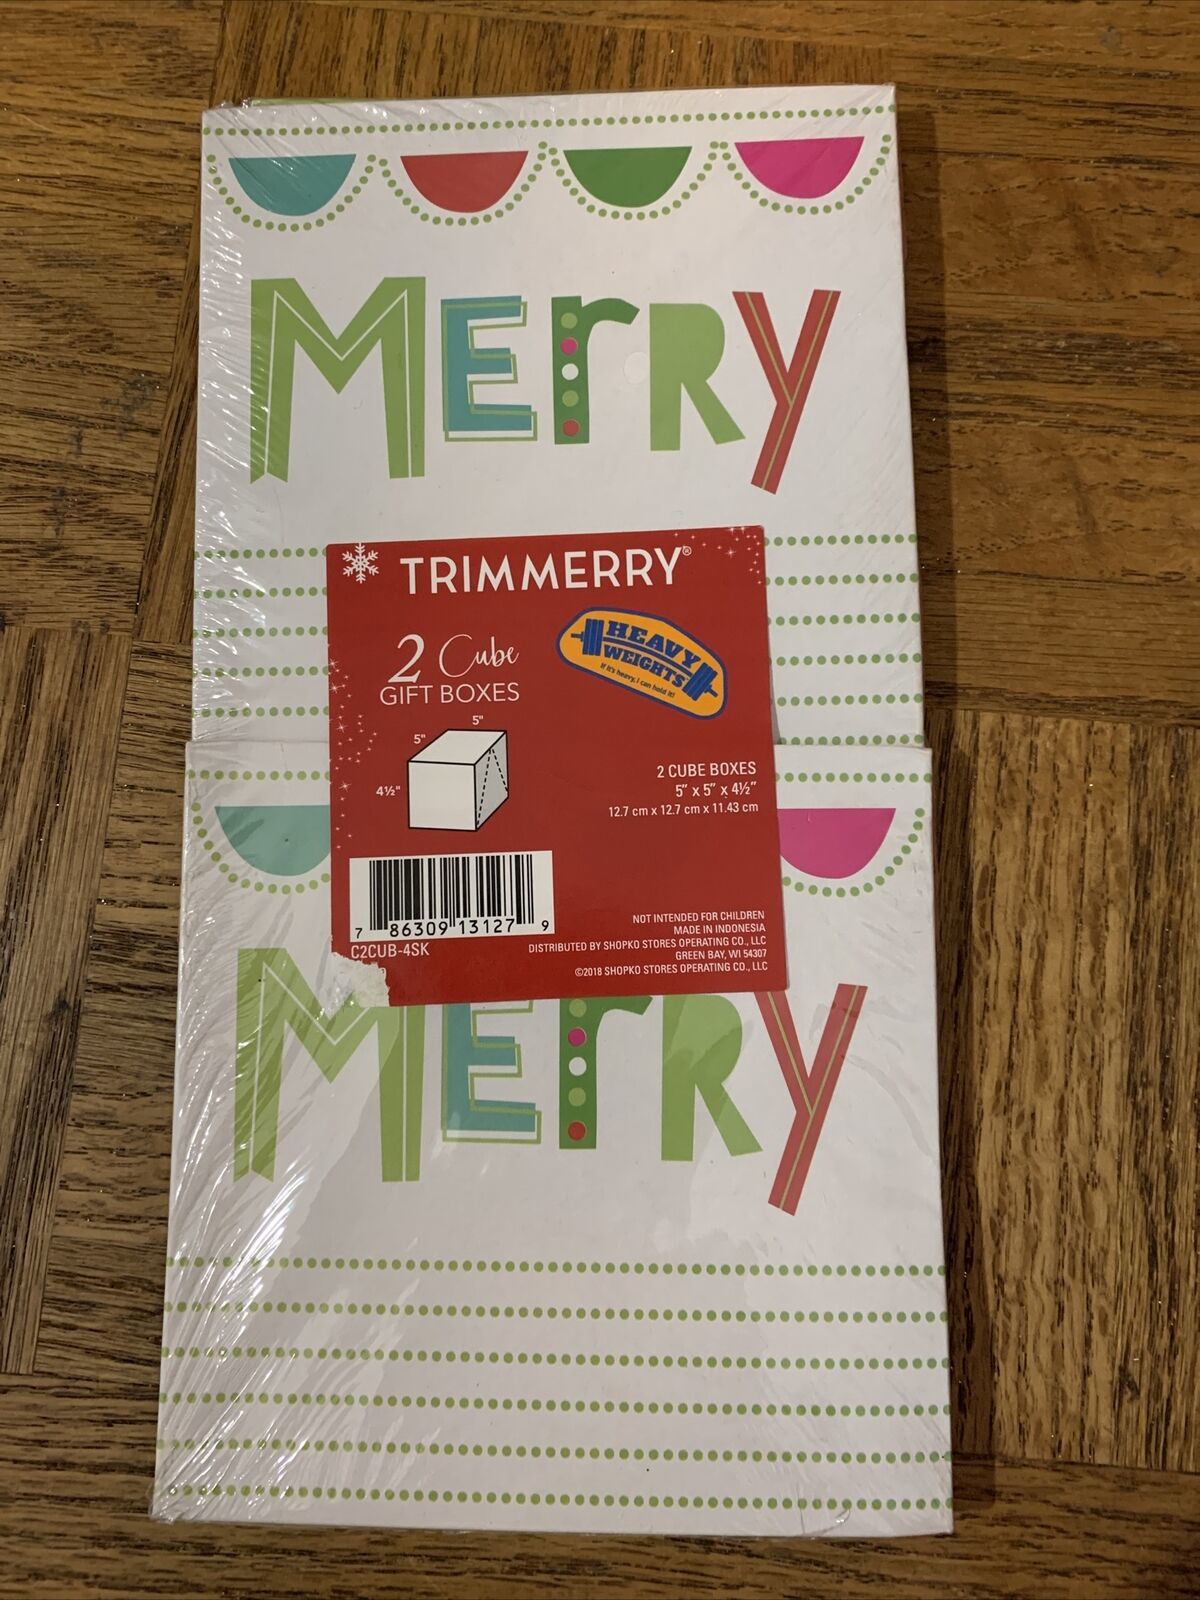 MErRY
TRIMMERRY®
2 Cube
GIFT BOXES
HEAVY
WEIGHTS
If it's heavy, I can hold it!
5"
5"
4½"
2 CUBE BOXES
5" x 5" x 4½"
12.7 cm x 12.7 cm x 11.43 cm
7 86309 13127 9
C2CUB-4SK
NOT INTENDED FOR CHILDREN
MADE IN INDONESIA
DISTRIBUTED BY SHOPKO STORES OPERATING CO., LLC
GREEN BAY, WI 54307
©2018 SHOPKO STORES OPERATING CO., LLC
MErRY